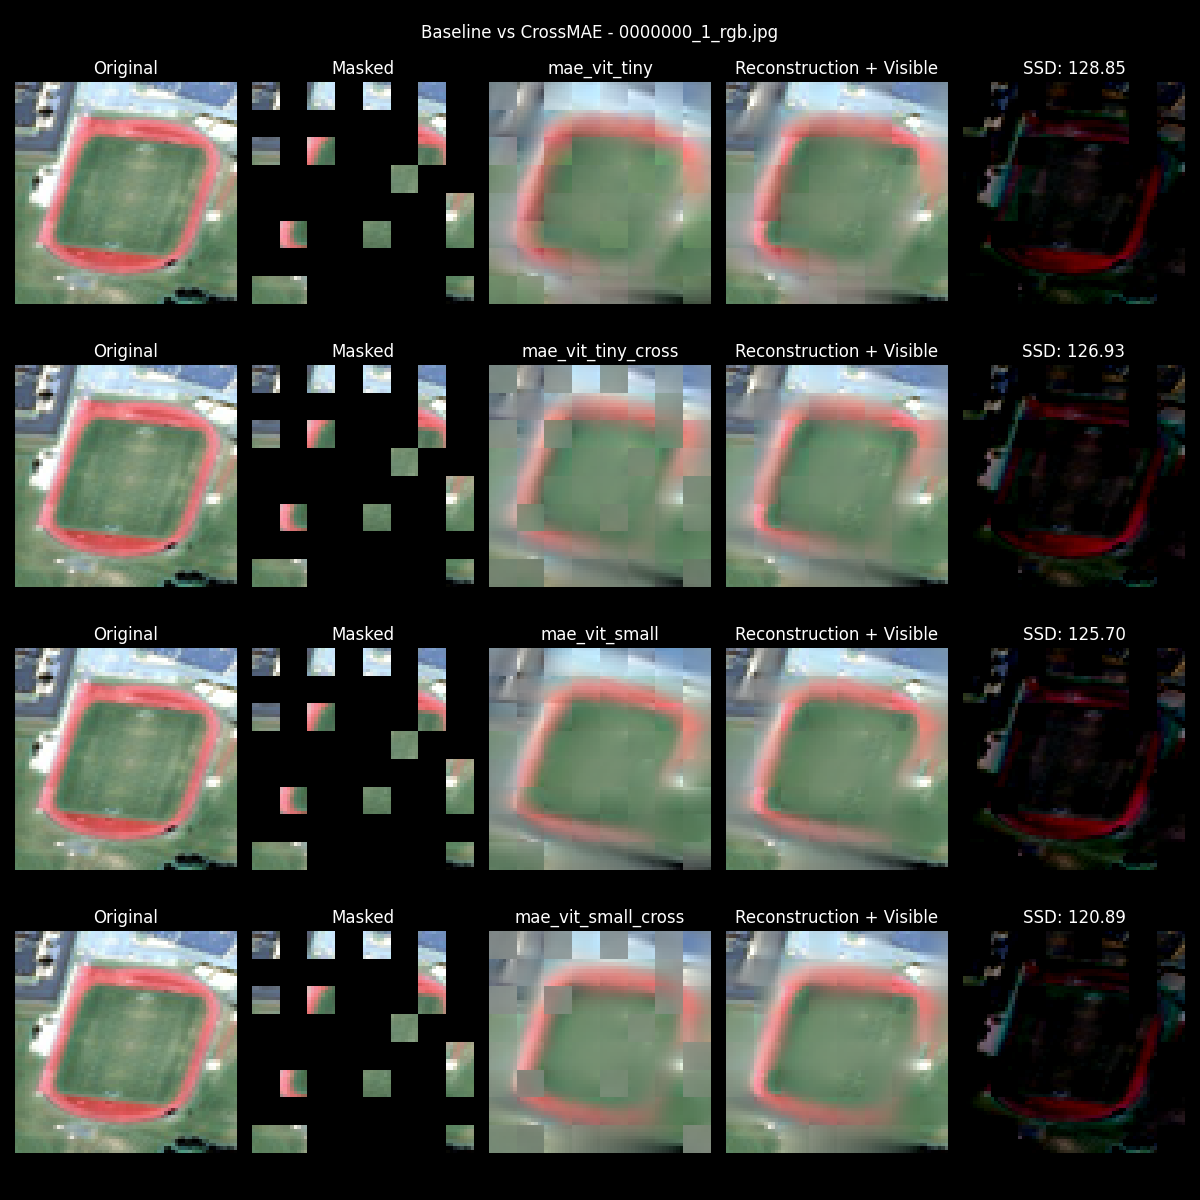 Baseline vs CrossMAE - 0000000_1_rgb.jpg
Original Masked mae_vit_tiny Reconstruction + Visible SSD: 128.85
Original Masked mae_vit_tiny_cross Reconstruction + Visible SSD: 126.93
Original Masked mae_vit_small Reconstruction + Visible SSD: 125.70
Original Masked mae_vit_small_cross Reconstruction + Visible SSD: 120.89